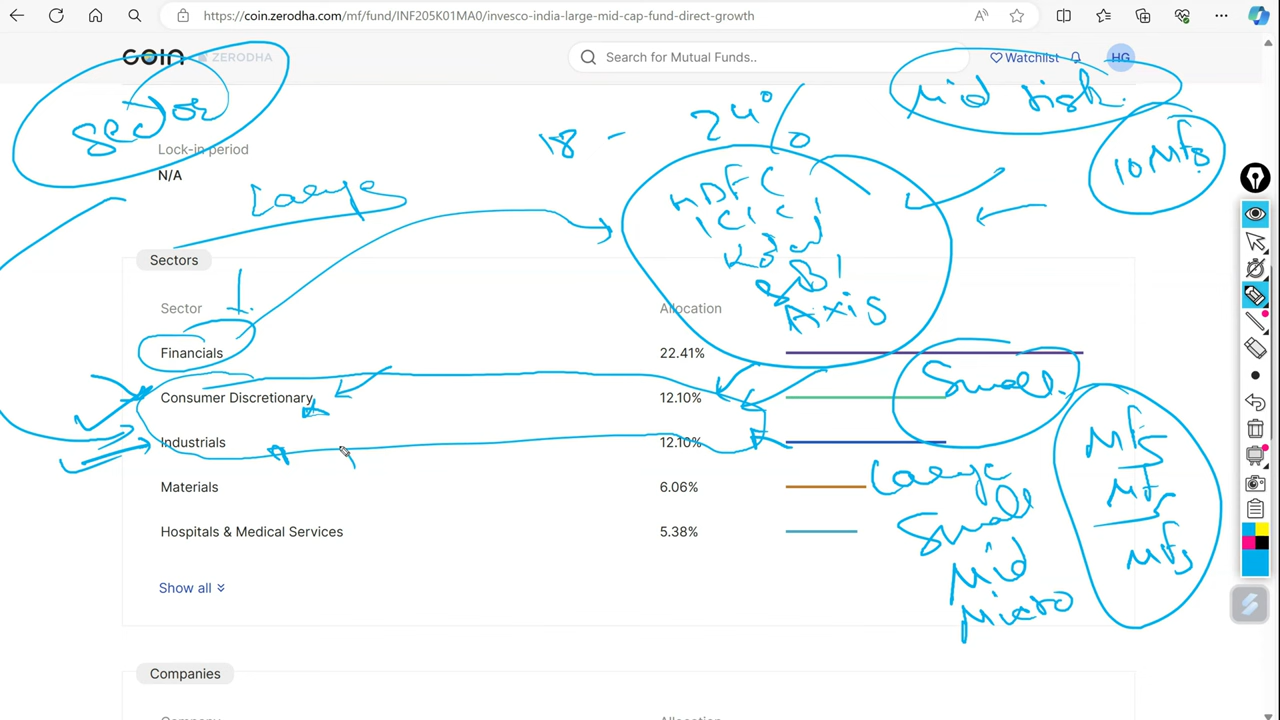 https://coin.zerodha.com/mf/fund/INF205K01MA0/invesco-india-large-mid-cap-fund-direct-growth
coin ZERODHA
Search for Mutual Funds..
Watchlist
HG
sector
Mid risk
18 - 24%
10 Mfs
Lock-in period
N/A
Large
HDFC
ICICI
Kotak
SBI
Axis
Sectors
Sector Allocation
Financials 22.41%
Consumer Discretionary 12.10%
Small
Industrials 12.10%
Mfs
Mfs
Mfs
Large
Small
Mid
Micro
Materials 6.06%
Hospitals & Medical Services 5.38%
Show all
Companies
Company Allocation